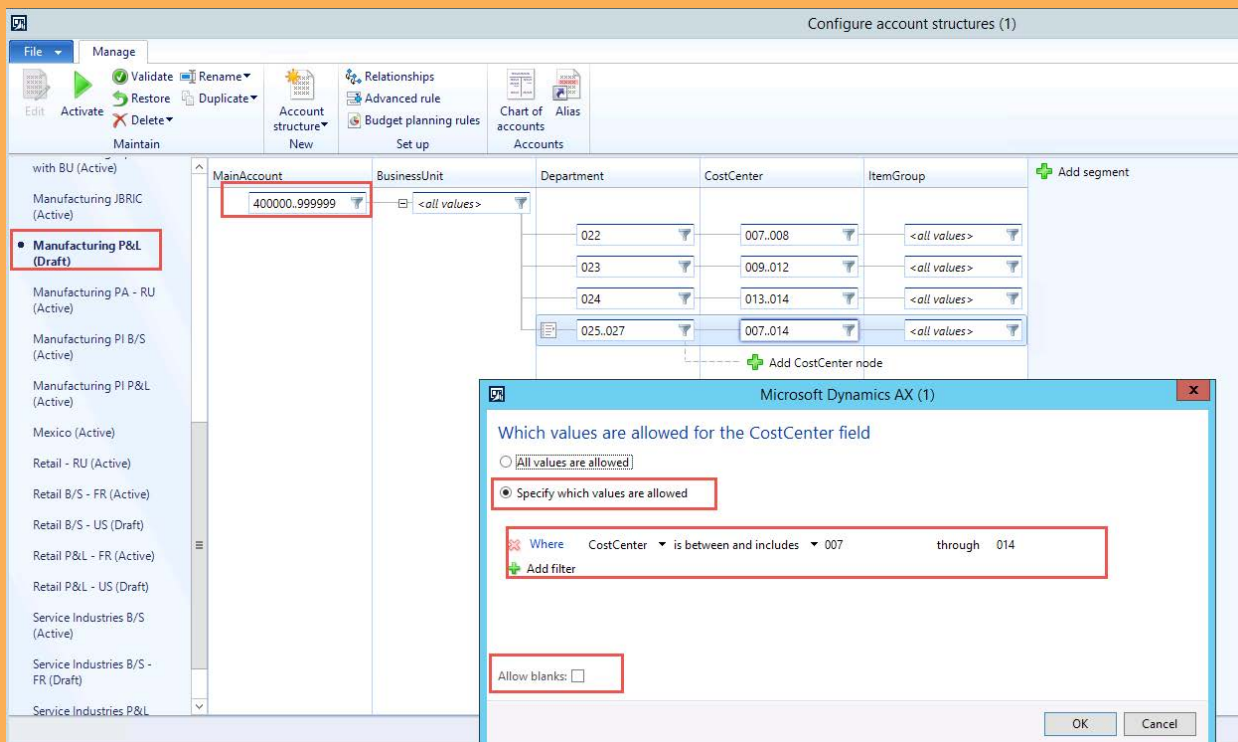 Configure account structures (1)
File
Manage
Edit
Activate
Validate
Restore
Delete
Rename
Duplicate
Maintain
Account
structure
New
Relationships
Advanced rule
Budget planning rules
Set up
Chart of
accounts
Alias
Accounts
with BU (Active)
Manufacturing JBRIC
(Active)
Manufacturing P&L
(Draft)
Manufacturing PA - RU
(Active)
Manufacturing PI B/S
(Active)
Manufacturing PI P&L
(Active)
Mexico (Active)
Retail - RU (Active)
Retail B/S - FR (Active)
Retail B/S - US (Draft)
Retail P&L - FR (Active)
Retail P&L - US (Draft)
Service Industries B/S
(Active)
Service Industries B/S -
FR (Draft)
Service Industries P&L
MainAccount BusinessUnit Department CostCenter ItemGroup Add segment
400000..999999 <all values>
022 007..008 <all values>
023 009..012 <all values>
024 013..014 <all values>
025..027 007..014 <all values>
Add CostCenter node
Microsoft Dynamics AX (1)
x
Which values are allowed for the CostCenter field
All values are allowed
Specify which values are allowed
Where CostCenter is between and includes 007 through 014
Add filter
Allow blanks:
OK Cancel